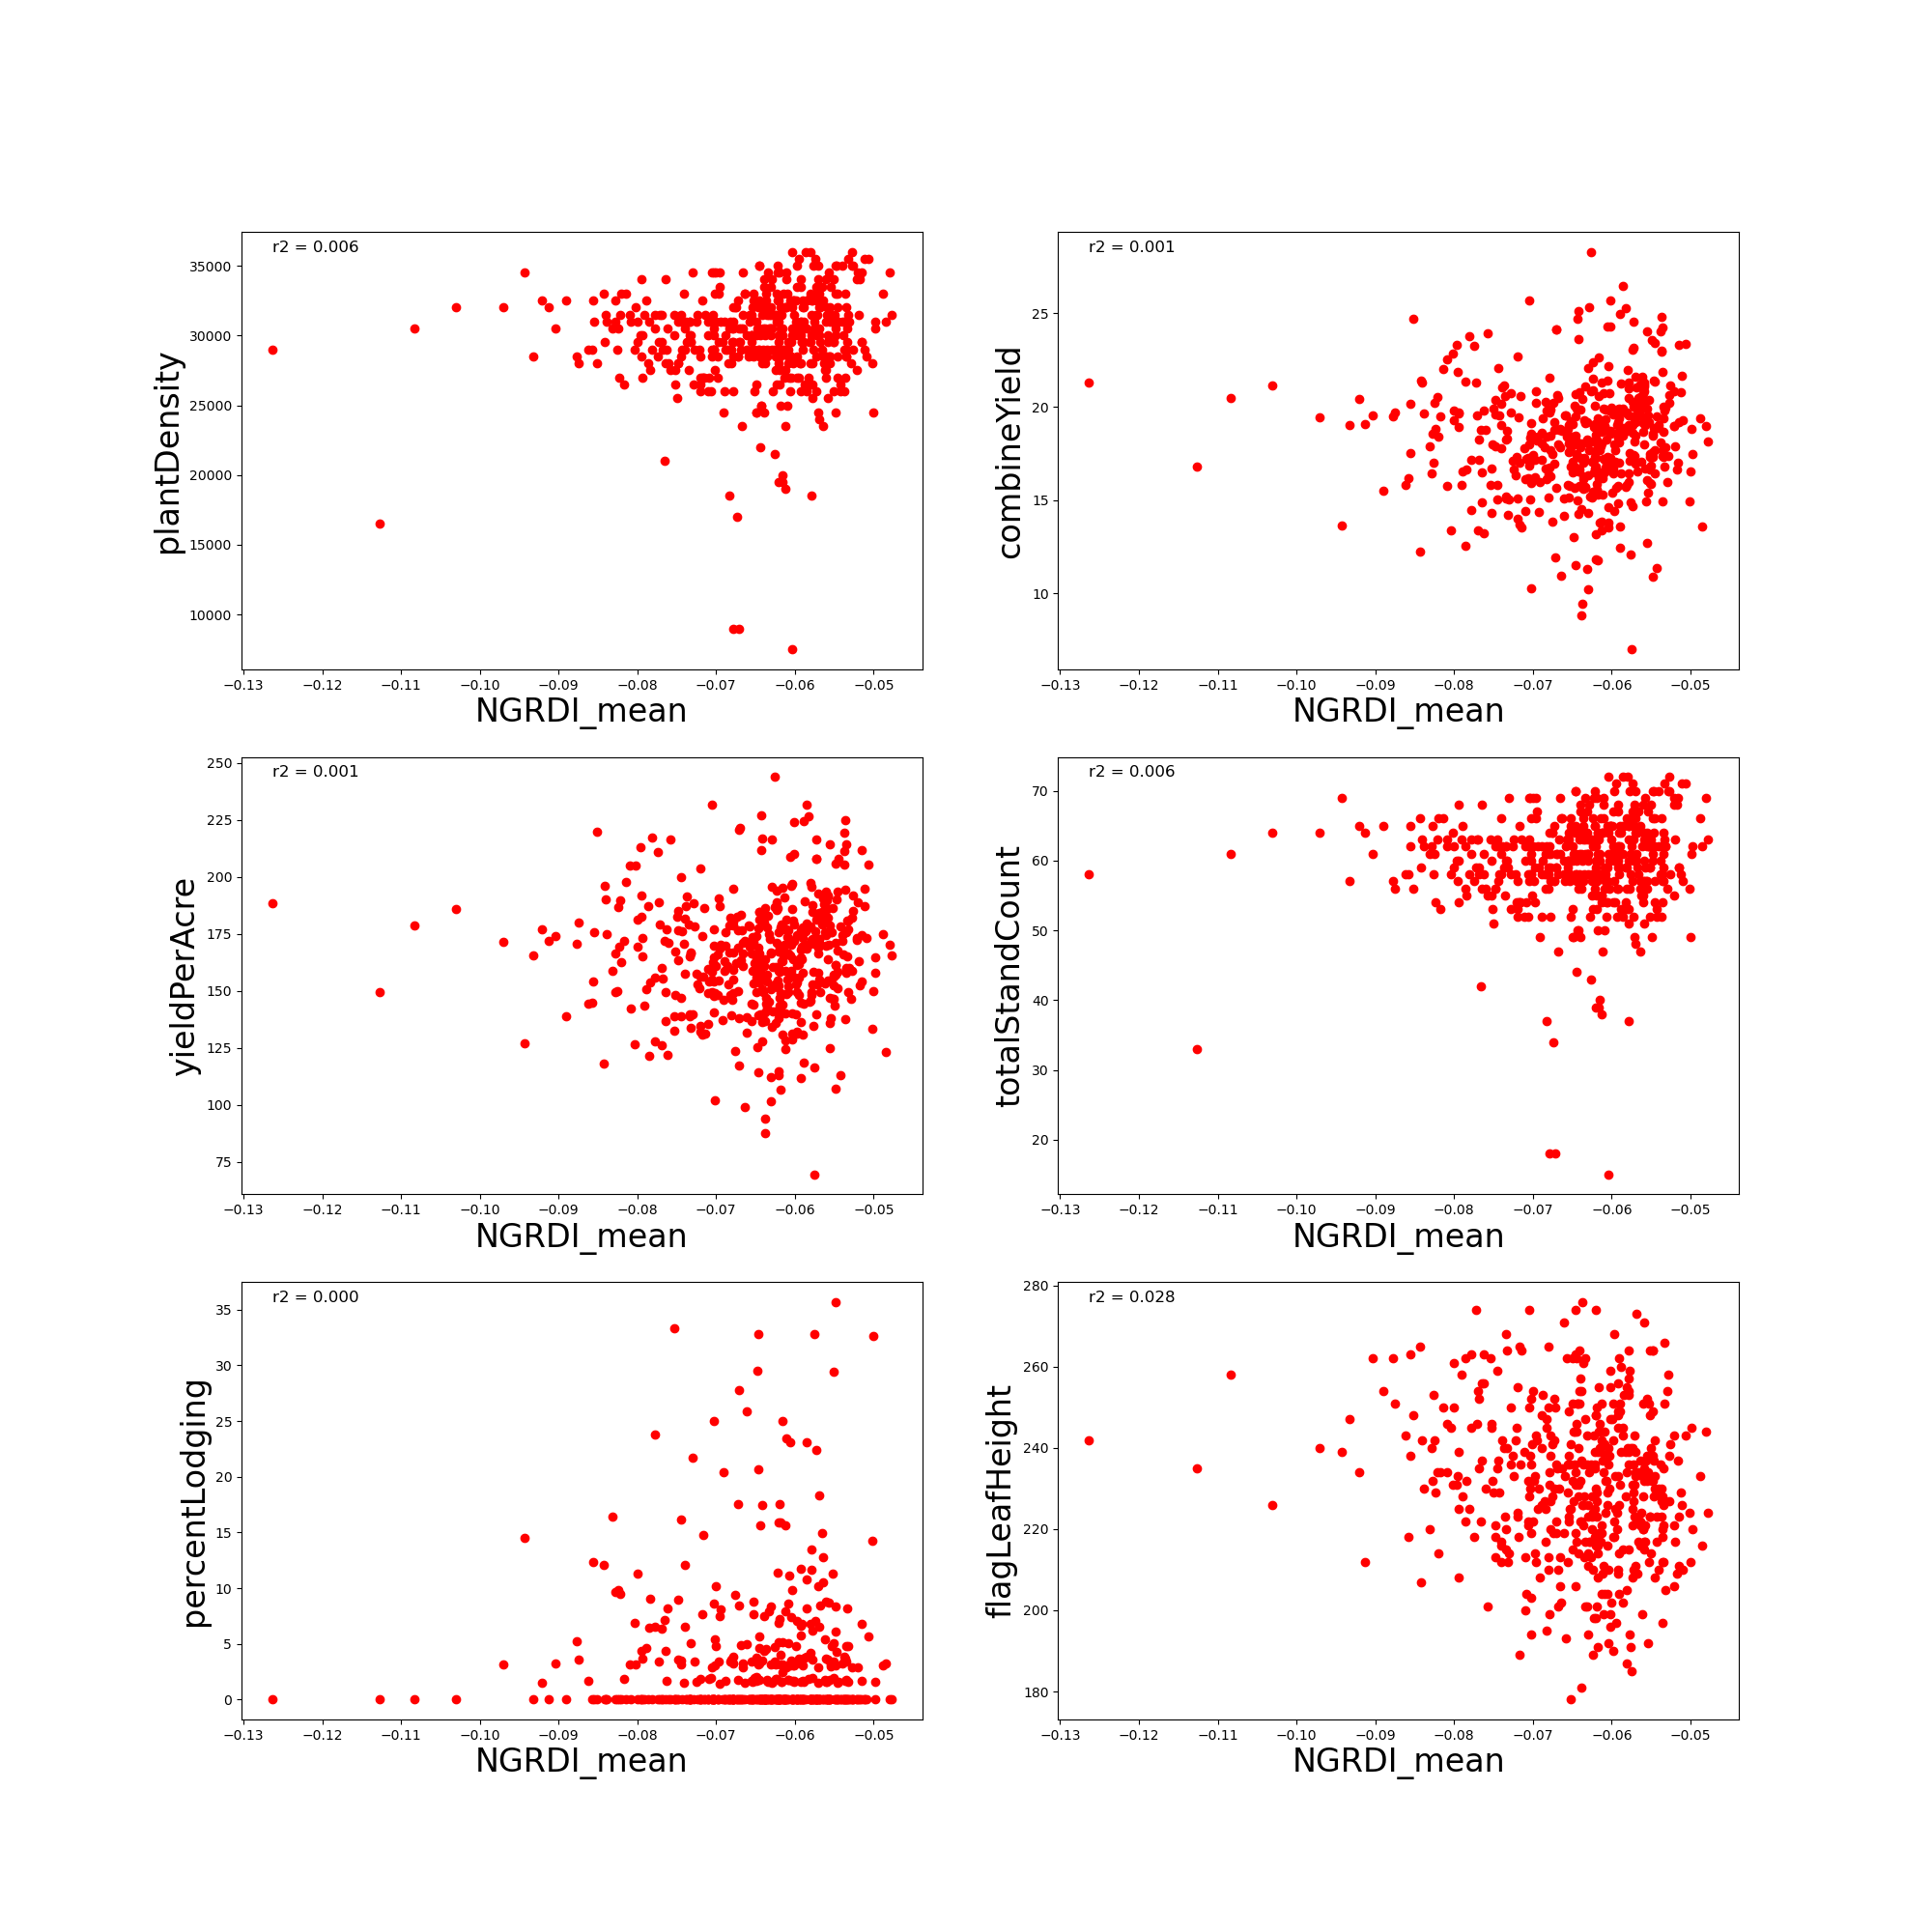 r2 = 0.006
plantDensity
35000
30000
25000
20000
15000
10000
−0.13 −0.12 −0.11 −0.10 −0.09 −0.08 −0.07 −0.06 −0.05
NGRDI_mean
r2 = 0.001
combineYield
25
20
15
10
−0.13 −0.12 −0.11 −0.10 −0.09 −0.08 −0.07 −0.06 −0.05
NGRDI_mean
r2 = 0.001
yieldPerAcre
250
225
200
175
150
125
100
75
−0.13 −0.12 −0.11 −0.10 −0.09 −0.08 −0.07 −0.06 −0.05
NGRDI_mean
r2 = 0.006
totalStandCount
70
60
50
40
30
20
−0.13 −0.12 −0.11 −0.10 −0.09 −0.08 −0.07 −0.06 −0.05
NGRDI_mean
r2 = 0.000
percentLodging
35
30
25
20
15
10
5
0
−0.13 −0.12 −0.11 −0.10 −0.09 −0.08 −0.07 −0.06 −0.05
NGRDI_mean
r2 = 0.028
flagLeafHeight
280
260
240
220
200
180
−0.13 −0.12 −0.11 −0.10 −0.09 −0.08 −0.07 −0.06 −0.05
NGRDI_mean